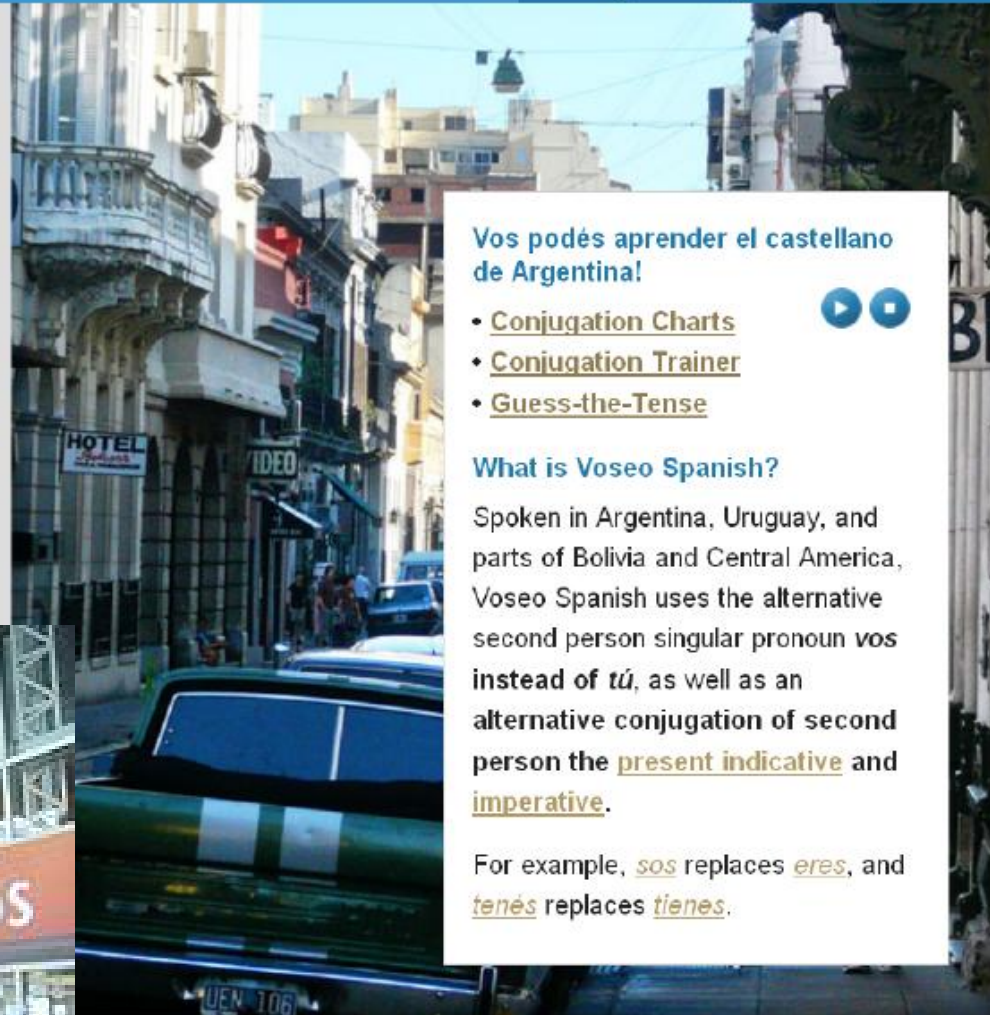 Vos podés aprender el castellano
de Argentina!
• Conjugation Charts
• Conjugation Trainer
• Guess-the-Tense
What is Voseo Spanish?
Spoken in Argentina, Uruguay, and
parts of Bolivia and Central America,
Voseo Spanish uses the alternative
second person singular pronoun vos
instead of tú, as well as an
alternative conjugation of second
person the present indicative and
imperative.
For example, sos replaces eres, and
tenés replaces tienes.
HOTEL
VIDEO
UEN 106